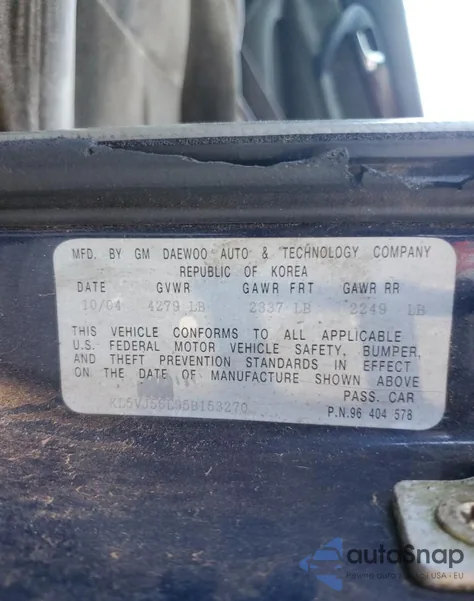 MFD. BY GM DAEWOO AUTO & TECHNOLOGY COMPANY
REPUBLIC OF KOREA
DATE GVWR GAWR FRT GAWR RR
10/04 4279 LB 2337 LB 2249 LB
THIS VEHICLE CONFORMS TO ALL APPLICABLE
U.S. FEDERAL MOTOR VEHICLE SAFETY, BUMPER,
AND THEFT PREVENTION STANDARDS IN EFFECT
ON THE DATE OF MANUFACTURE SHOWN ABOVE
PASS. CAR
P.N.96 404 578
autoSnap
USA - EU